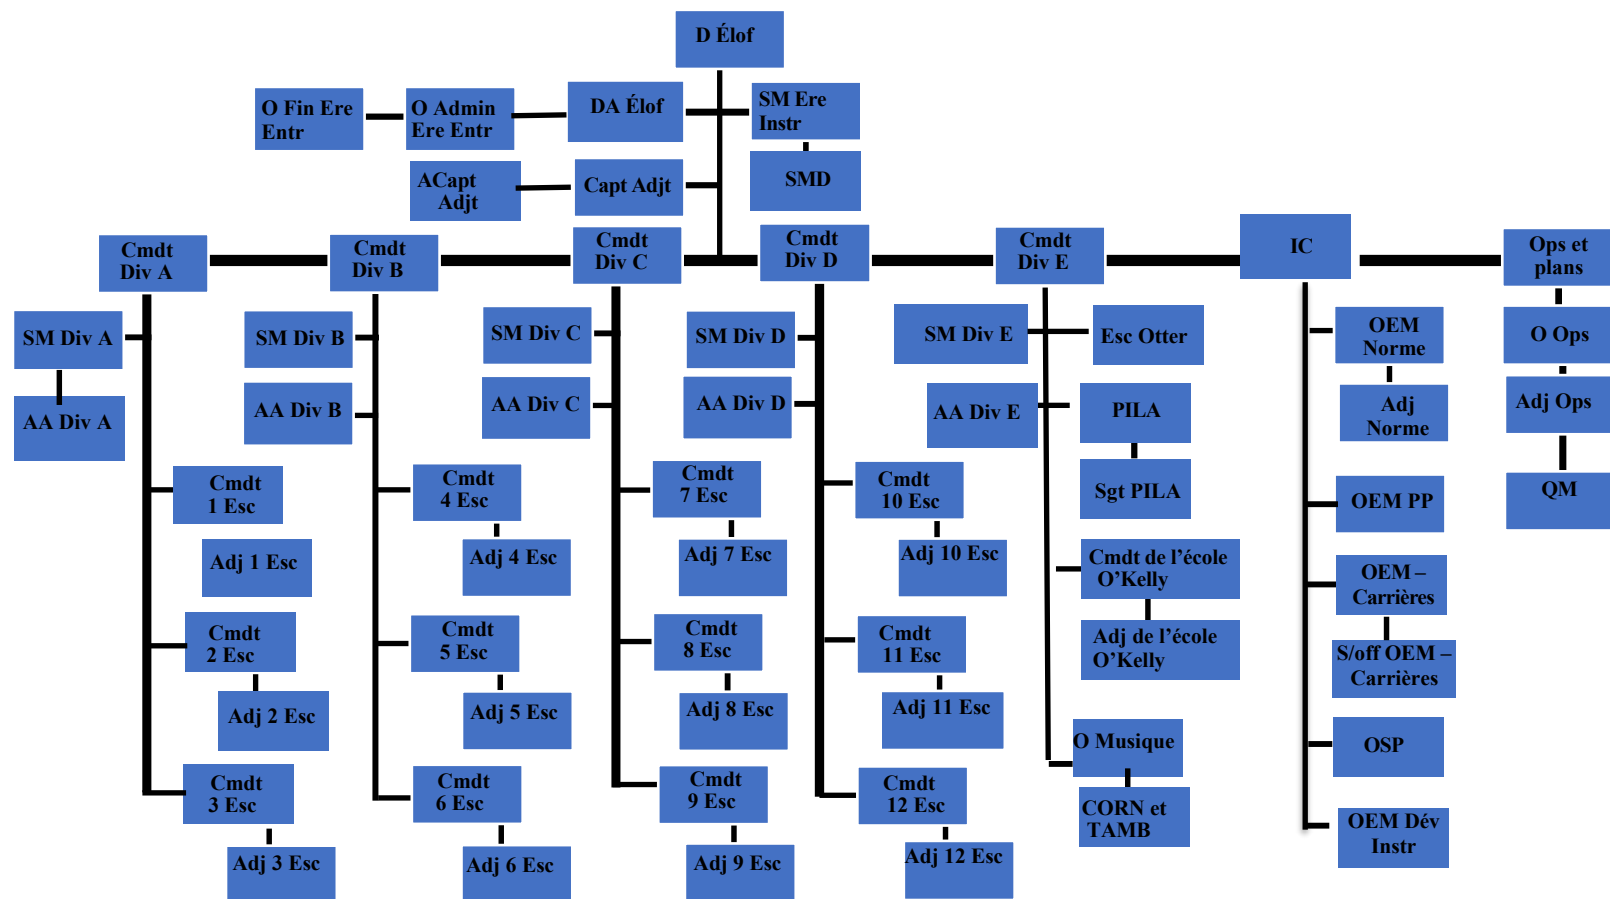 D Élof
O Fin Ere
Entr
O Admin
Ere Entr
DA Élof
SM Ere
Instr
ACapt
Adjt
Capt Adjt
SMD
Cmdt
Div A
Cmdt
Div B
Cmdt
Div C
Cmdt
Div D
Cmdt
Div E
IC
Ops et
plans
SM Div A
AA Div A
Cmdt
1 Esc
Adj 1 Esc
Cmdt
2 Esc
Adj 2 Esc
Cmdt
3 Esc
Adj 3 Esc
SM Div B
AA Div B
Cmdt
4 Esc
Adj 4 Esc
Cmdt
5 Esc
Adj 5 Esc
Cmdt
6 Esc
Adj 6 Esc
SM Div C
AA Div C
Cmdt
7 Esc
Adj 7 Esc
Cmdt
8 Esc
Adj 8 Esc
Cmdt
9 Esc
Adj 9 Esc
SM Div D
AA Div D
Cmdt
10 Esc
Adj 10 Esc
Cmdt
11 Esc
Adj 11 Esc
Cmdt
12 Esc
Adj 12 Esc
SM Div E
Esc Otter
AA Div E
PILA
Sgt PILA
Cmdt de l’école
O’Kelly
Adj de l’école
O’Kelly
O Musique
CORN et
TAMB
OEM
Norme
Adj
Norme
OEM PP
OEM –
Carrières
S/off OEM –
Carrières
OSP
OEM Dév
Instr
O Ops
Adj Ops
QM